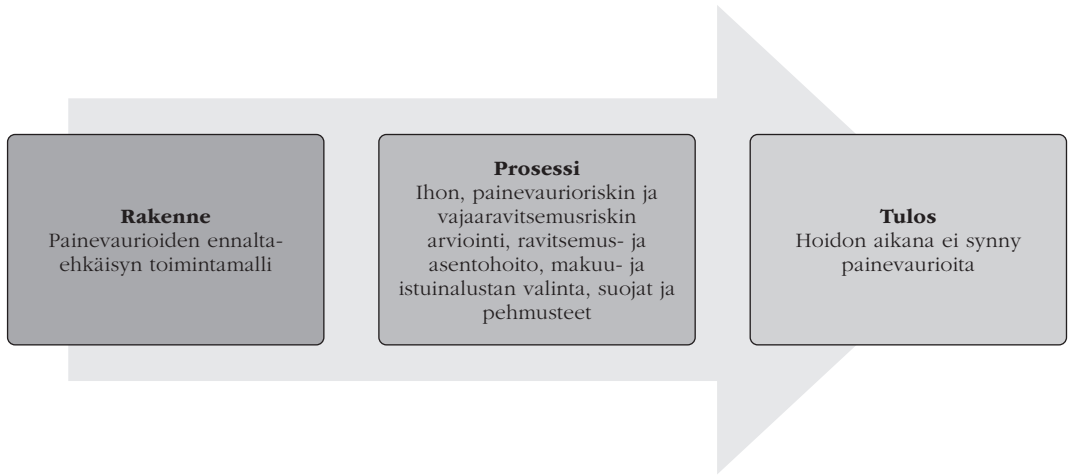 Rakenne
Painevaurioiden ennalta-
ehkäisyn toimintamalli
Prosessi
Ihon, painevaurioriskin ja
vajaaravitsemusriskin
arviointi, ravitsemus- ja
asentohoito, makuu- ja
istuinalustan valinta, suojat ja
pehmusteet
Tulos
Hoidon aikana ei synny
painevaurioita